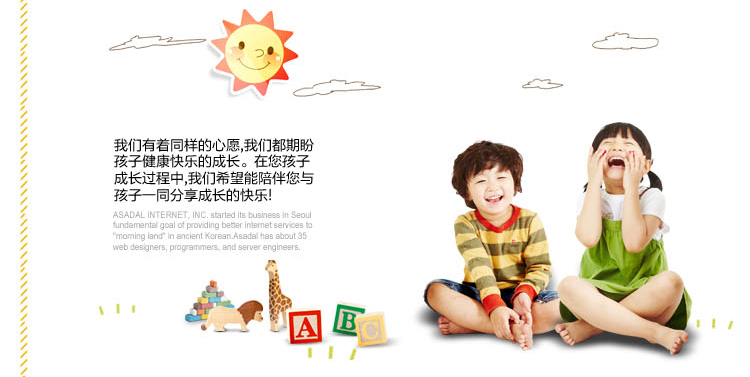 我们有着同样的心愿,我们都期盼
孩子健康快乐的成长。在您孩子
成长过程中,我们希望能陪伴您与
孩子一同分享成长的快乐!
ASADAL INTERNET, INC. started its business in Seoul
fundamental goal of providing better internet services to
"morning land" in ancient Korean.Asadal has about 35
web designers, programmers, and server engineers.
A
B
C